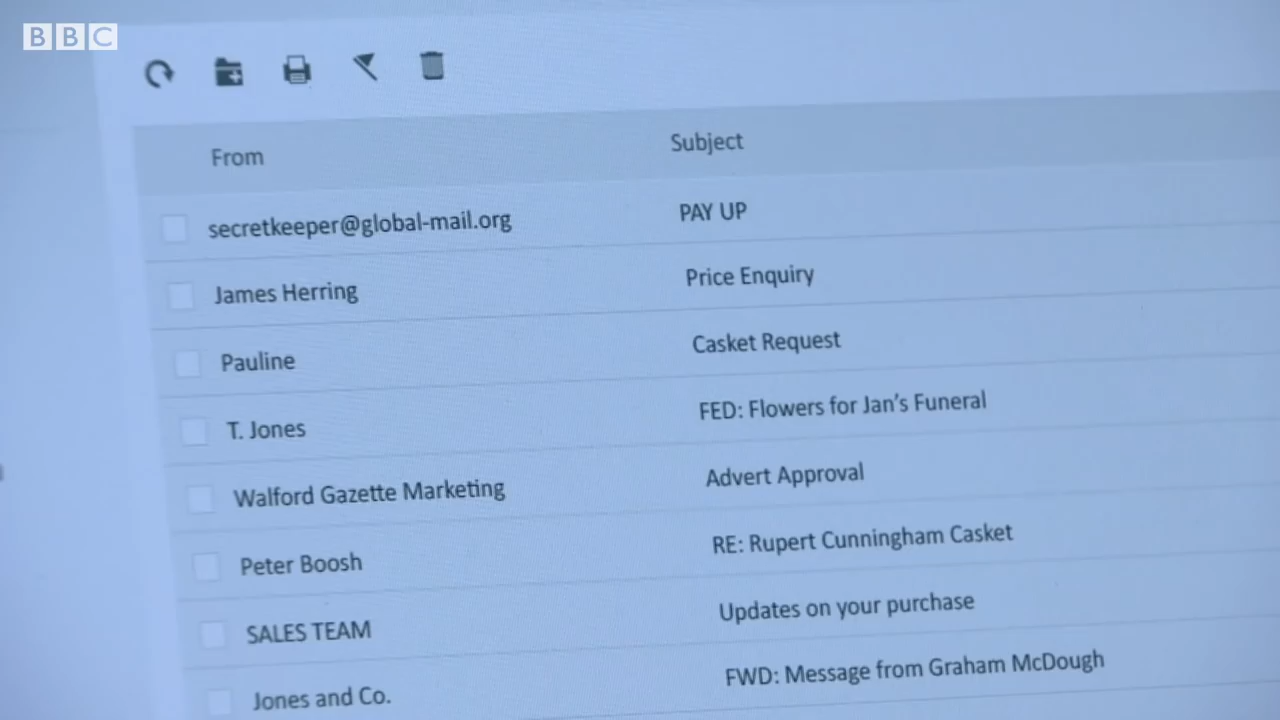 BBC
From Subject
secretkeeper@global-mail.org PAY UP
James Herring Price Enquiry
Pauline Casket Request
T. Jones FED: Flowers for Jan's Funeral
Walford Gazette Marketing Advert Approval
Peter Boosh RE: Rupert Cunningham Casket
SALES TEAM Updates on your purchase
Jones and Co. FWD: Message from Graham McDough